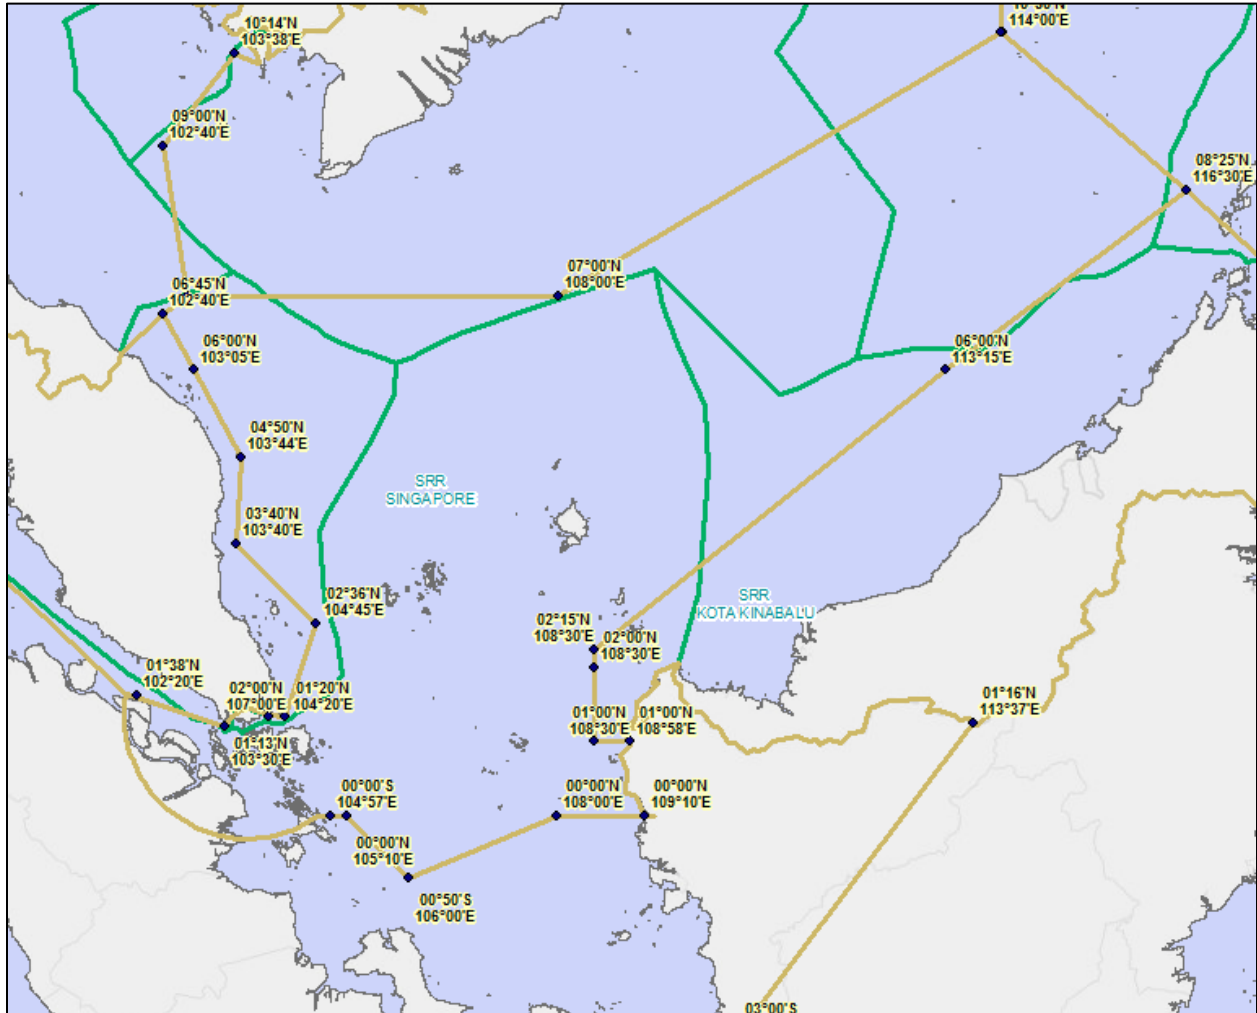 10°14'N
103°38'E
10°30'N
114°00'E
09°00'N
102°40'E
08°25'N
116°30'E
06°45'N
102°40'E
07°00'N
108°00'E
06°00'N
103°05'E
06°00'N
113°15'E
04°50'N
103°44'E
SRR
SINGAPORE
03°40'N
103°40'E
02°36'N
104°45'E
SRR
KOTA KINABALU
02°15'N
108°30'E
02°00'N
108°30'E
01°38'N
102°20'E
02°00'N
107°00'E
01°20'N
104°20'E
01°16'N
113°37'E
01°00'N
108°30'E
01°00'N
108°58'E
01°13'N
103°30'E
00°00'S
104°57'E
00°00'N
108°00'E
00°00'N
109°10'E
00°00'N
105°10'E
00°50'S
106°00'E
03°00'S